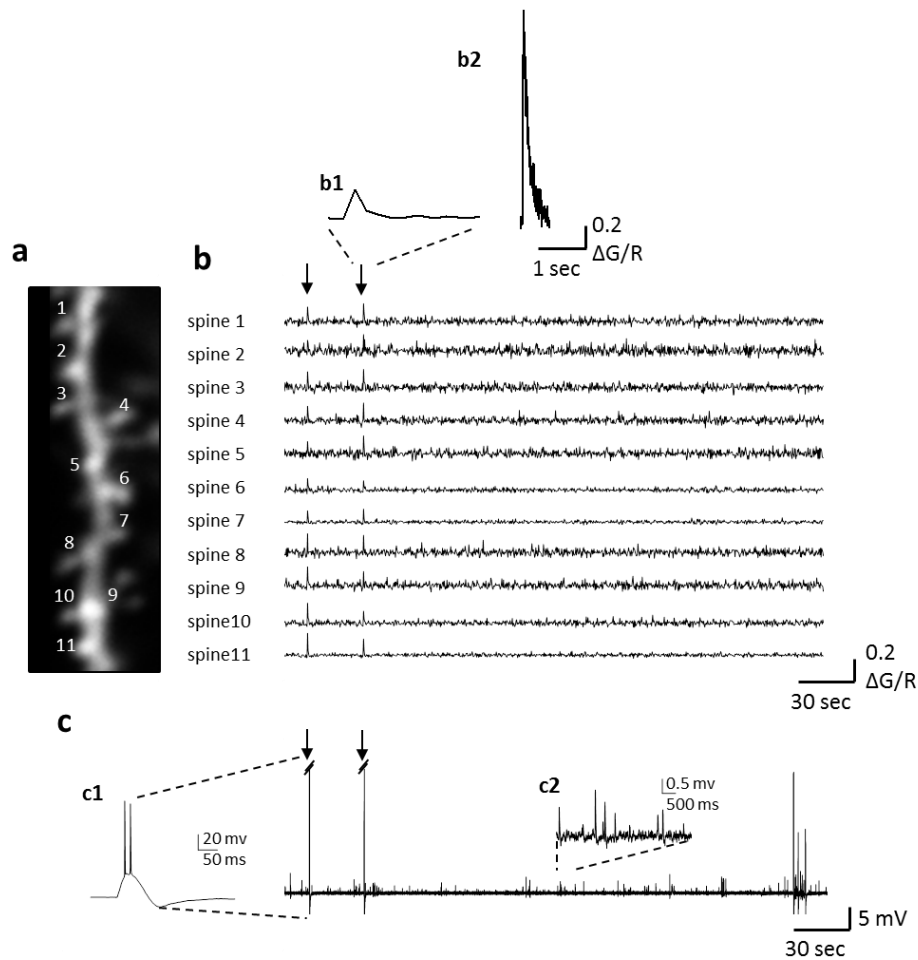 b2
b1
0.2
ΔG/R
1 sec
a
b
1
2
3
4
5
6
7
8
9
10
11
spine 1
spine 2
spine 3
spine 4
spine 5
spine 6
spine 7
spine 8
spine 9
spine10
spine11
0.2
ΔG/R
30 sec
c
c1
20 mv
50 ms
c2
0.5 mv
500 ms
5 mV
30 sec